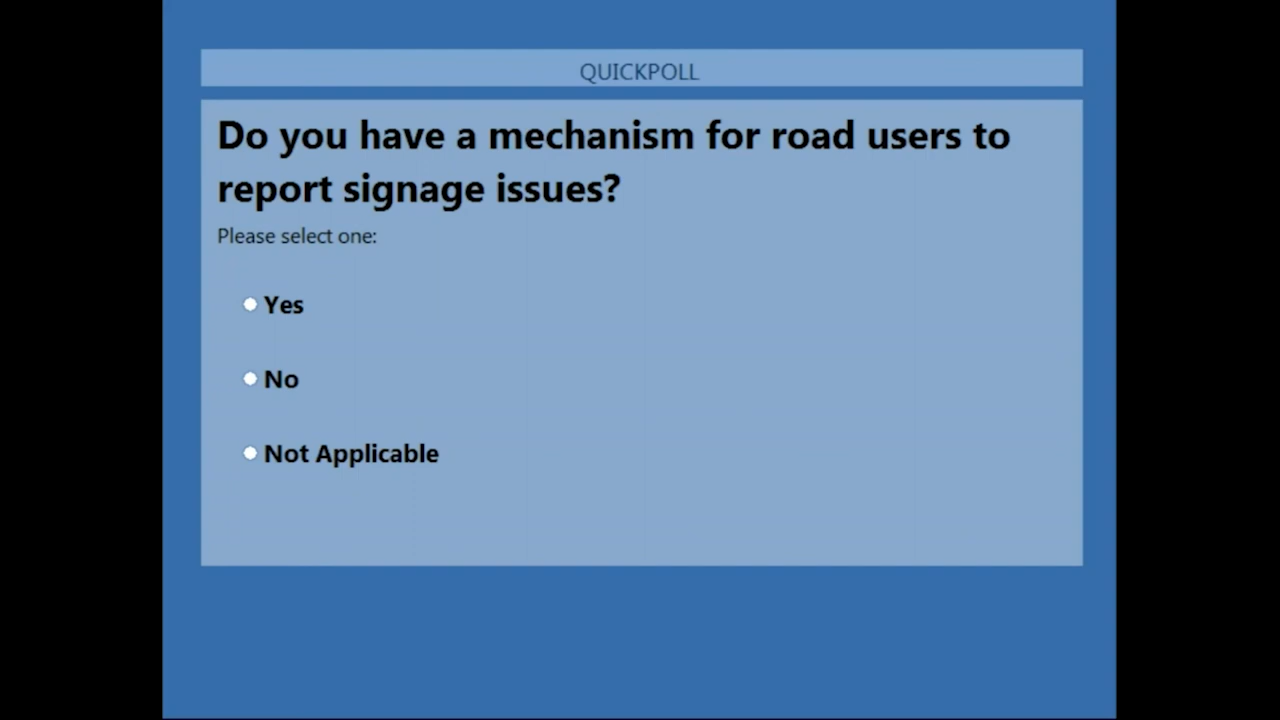 QUICKPOLL
Do you have a mechanism for road users to
report signage issues?
Please select one:
Yes
No
Not Applicable